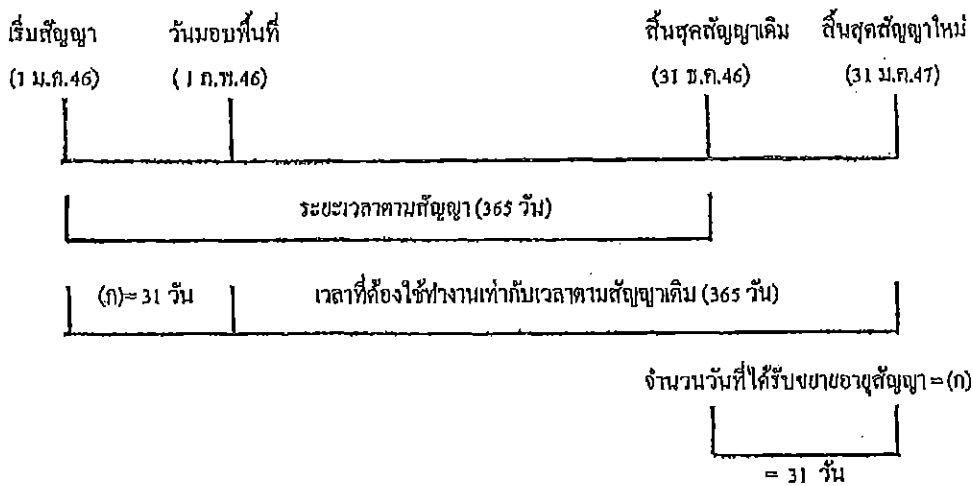 เริ่มสัญญา วันมอบพื้นที่ สิ้นสุดสัญญาเดิม สิ้นสุดสัญญาใหม่
(1 ม.ค.46) (1 ก.พ.46) (31 ธ.ค.46) (31 ม.ค.47)
ระยะเวลาตามสัญญา (365 วัน)
(ก)= 31 วัน เวลาที่ต้องใช้ทำงานเท่ากับเวลาตามสัญญาเดิม (365 วัน)
จำนวนวันที่ได้รับขยายอายุสัญญา = (ก)
= 31 วัน